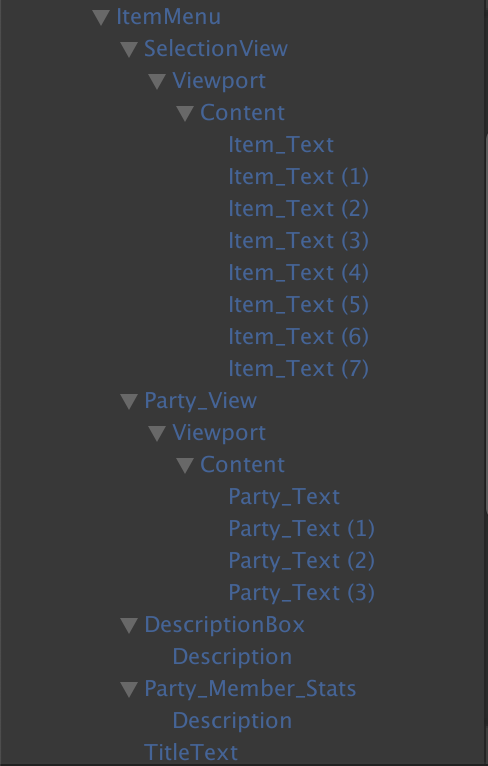 ItemMenu
SelectionView
Viewport
Content
Item_Text
Item_Text (1)
Item_Text (2)
Item_Text (3)
Item_Text (4)
Item_Text (5)
Item_Text (6)
Item_Text (7)
Party_View
Viewport
Content
Party_Text
Party_Text (1)
Party_Text (2)
Party_Text (3)
DescriptionBox
Description
Party_Member_Stats
Description
TitleText